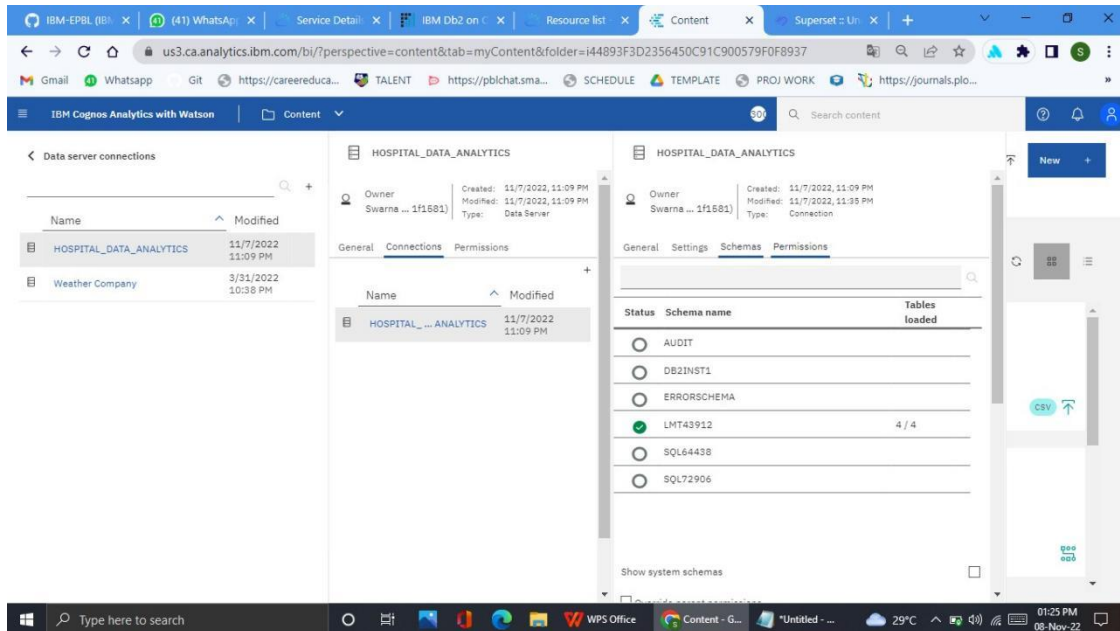 IBM-EPBL (IBM
(41) WhatsApp
Service Details
IBM Db2 on C
Resource list
Content
Superset :: Un
us3.ca.analytics.ibm.com/bi/?perspective=content&tab=myContent&folder=i44893F3D2356450C91C900579F0F8937
S
Gmail
Whatsapp
Git
https://careereduca...
TALENT
https://pblchat.sma...
SCHEDULE
TEMPLATE
PROJ WORK
https://journals.plo...
»
IBM Cognos Analytics with Watson
Content
Search content
New +
Data server connections
Name
Modified
HOSPITAL_DATA_ANALYTICS
11/7/2022
11:09 PM
Weather Company
3/31/2022
10:38 PM
HOSPITAL_DATA_ANALYTICS
Owner
Swarna ... 1f1581)
Created: 11/7/2022, 11:09 PM
Modified: 11/7/2022, 11:09 PM
Type: Data Server
General Connections Permissions
Name
Modified
HOSPITAL_ ... ANALYTICS
11/7/2022
11:09 PM
HOSPITAL_DATA_ANALYTICS
Owner
Swarna ... 1f1581)
Created: 11/7/2022, 11:09 PM
Modified: 11/7/2022, 11:35 PM
Type: Connection
General Settings Schemas Permissions
Status Schema name Tables loaded
AUDIT
DB2INST1
ERRORSCHEMA
LMT43912 4 / 4
SQL64438
SQL72906
Show system schemas
Override parent permissions
CSV
Type here to search
WPS Office
Content - G...
*Untitled - ...
29°C
01:25 PM
08-Nov-22